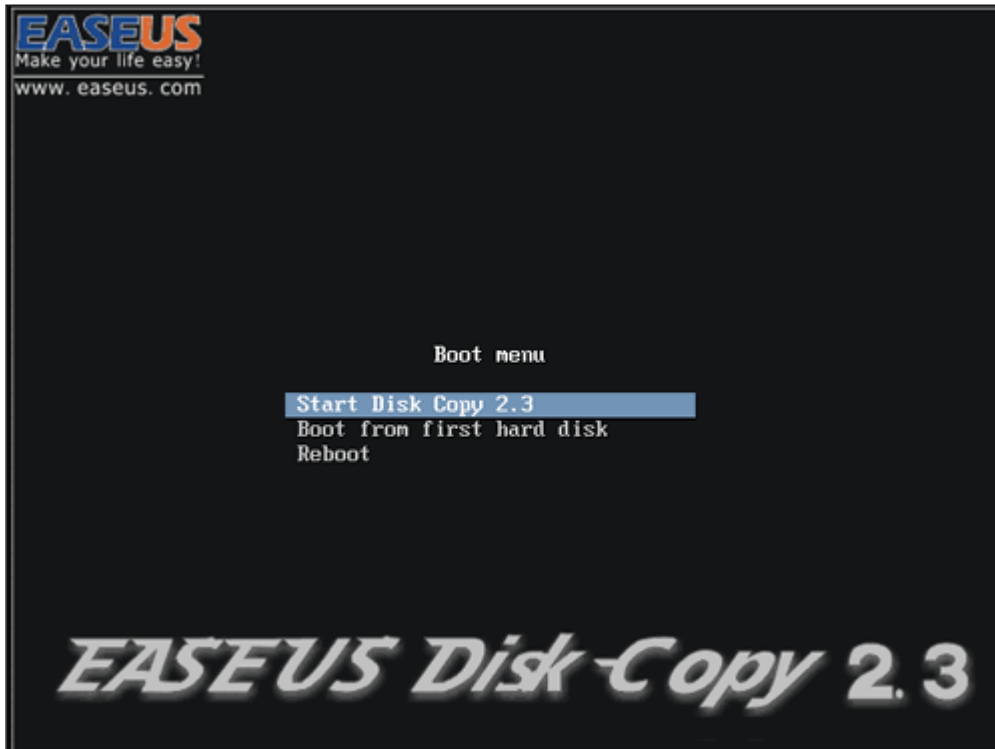 EASEUS
Make your life easy!
www. easeus. com
Boot menu
Start Disk Copy 2.3
Boot from first hard disk
Reboot
EASEUS Disk Copy 2.3